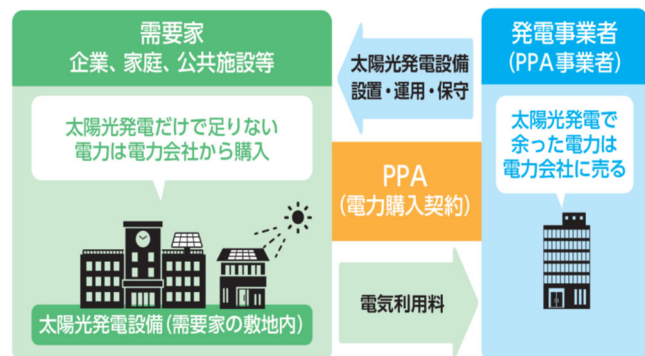 需要家
企業、家庭、公共施設等
太陽光発電だけで足りない
電力は電力会社から購入
太陽光発電設備(需要家の敷地内)
太陽光発電設備
設置・運用・保守
PPA
(電力購入契約)
電気利用料
発電事業者
(PPA事業者)
太陽光発電で
余った電力は
電力会社に売る